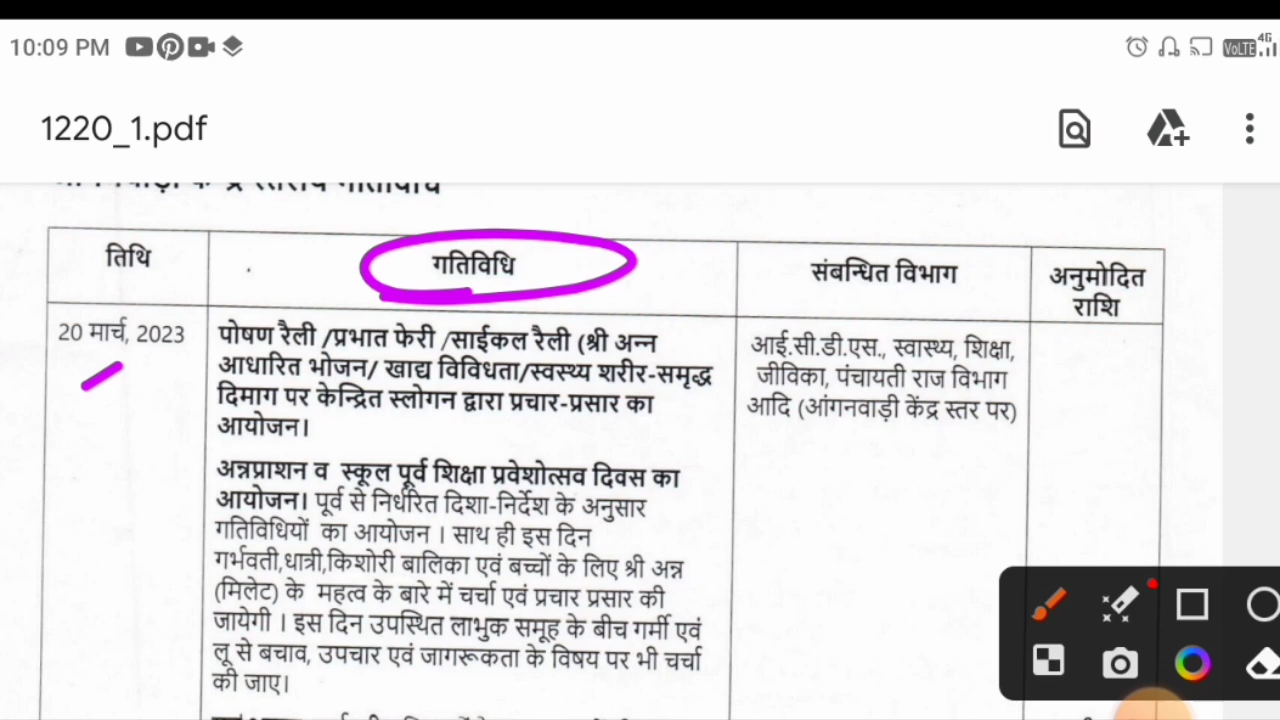 10:09 PM
4G
VoLTE
1220_1.pdf
तिथि
गतिविधि
संबन्धित विभाग
अनुमोदित
राशि
20 मार्च, 2023
पोषण रैली /प्रभात फेरी /साईकल रैली (श्री अन्न
आधारित भोजन/ खाद्य विविधता/स्वस्थ्य शरीर-समृद्ध
दिमाग पर केन्द्रित स्लोगन द्वारा प्रचार-प्रसार का
आयोजन।
अन्नप्राशन व स्कूल पूर्व शिक्षा प्रवेशोत्सव दिवस का
आयोजन। पूर्व से निर्धारित दिशा-निर्देश के अनुसार
गतिविधियों का आयोजन । साथ ही इस दिन
गर्भवती,धात्री,किशोरी बालिका एवं बच्चों के लिए श्री अन्न
(मिलेट) के महत्व के बारे में चर्चा एवं प्रचार प्रसार की
जायेगी । इस दिन उपस्थित लाभुक समूह के बीच गर्मी एवं
लू से बचाव, उपचार एवं जागरूकता के विषय पर भी चर्चा
की जाए।
आई.सी.डी.एस., स्वास्थ्य, शिक्षा,
जीविका, पंचायती राज विभाग
आदि (आंगनवाड़ी केंद्र स्तर पर)